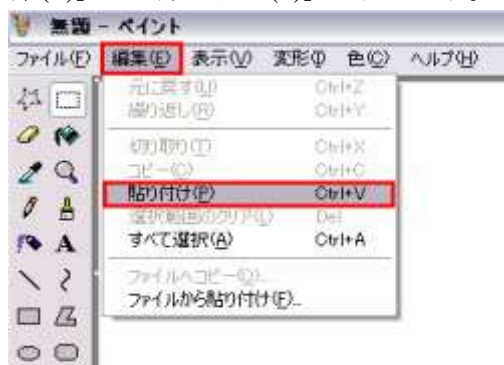 無題 - ペイント
ファイル(F) 編集(E) 表示(V) 変形(I) 色(C) ヘルプ(H)
元に戻す(U) Ctrl+Z
繰り返し(R) Ctrl+Y
切り取り(T) Ctrl+X
コピー(C) Ctrl+C
貼り付け(P) Ctrl+V
選択範囲のクリア(L) Del
すべて選択(A) Ctrl+A
ファイルへコピー(O)...
ファイルから貼り付け(F)...
A